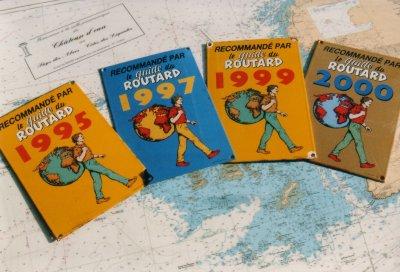 Château d'eau
RECOMMANDÉ PAR
le guide du
ROUTARD
1995
RECOMMANDÉ PAR
le guide du
ROUTARD
1997
RECOMMANDÉ PAR
le guide du
ROUTARD
1999
RECOMMANDÉ PAR
le guide du
ROUTARD
2000